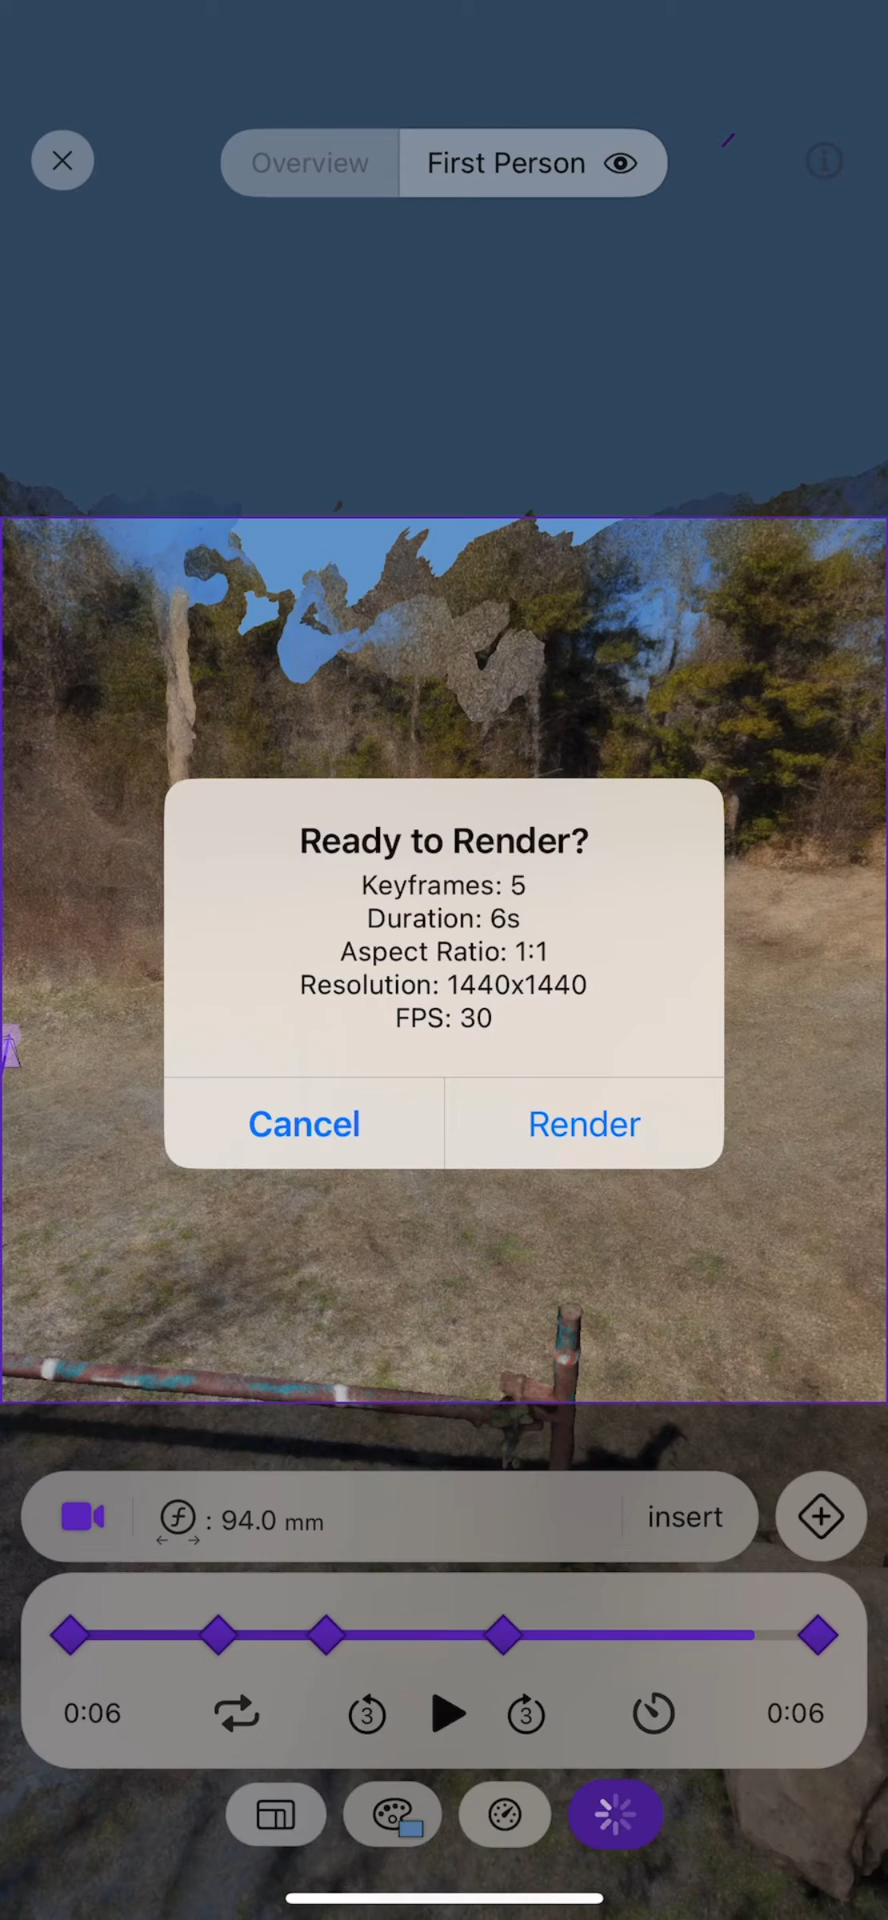 Overview
First Person
Ready to Render?
Keyframes: 5
Duration: 6s
Aspect Ratio: 1:1
Resolution: 1440x1440
FPS: 30
Cancel
Render
f : 94.0 mm
insert
0:06
3
3
0:06